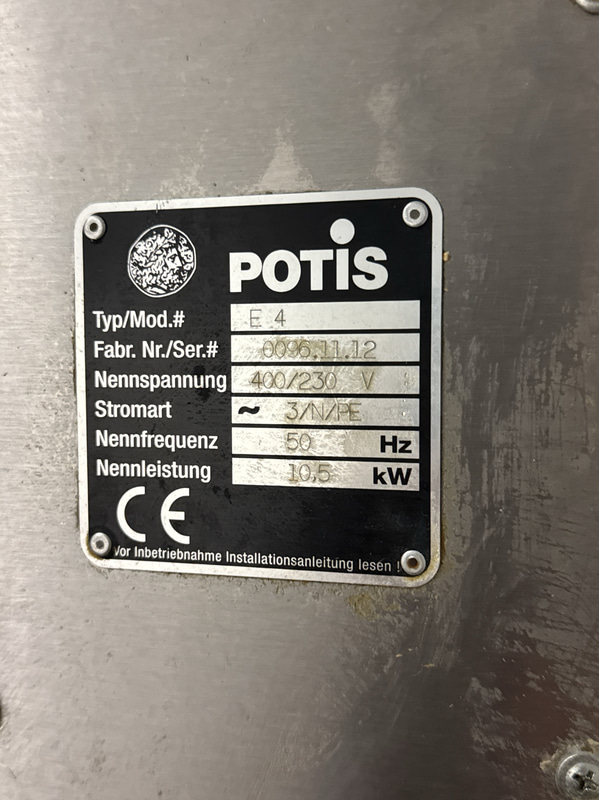 POTIS
Typ/Mod.# E 4
Fabr. Nr./Ser.# 0096.11.12
Nennspannung 400/230 V
Stromart ~ 3/N/PE
Nennfrequenz 50 Hz
Nennleistung 10,5 kW
CE
Vor Inbetriebnahme Installationsanleitung lesen !